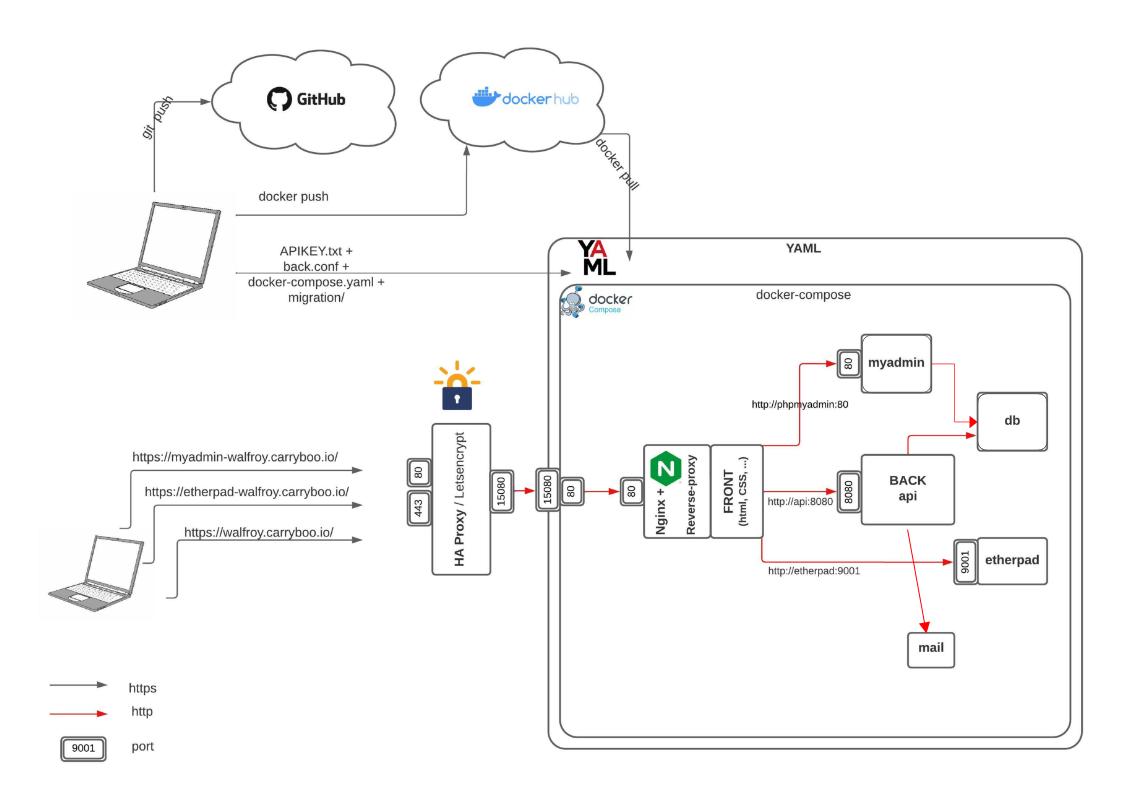 GitHub
docker hub
git push
docker pull
docker push
APIKEY.txt +
back.conf +
docker-compose.yaml +
migration/
YA
ML
YAML
docker
Compose
docker-compose
80
myadmin
http://phpmyadmin:80
db
https://myadmin-walfroy.carryboo.io/
https://etherpad-walfroy.carryboo.io/
https://walfroy.carryboo.io/
80
443
HA Proxy / Letsencrypt
15080
15080
80
80
Nginx +
Reverse-proxy
FRONT
(html, css, ...)
http://api:8080
8080
BACK
api
http://etherpad:9001
9001
etherpad
mail
https
http
9001
port